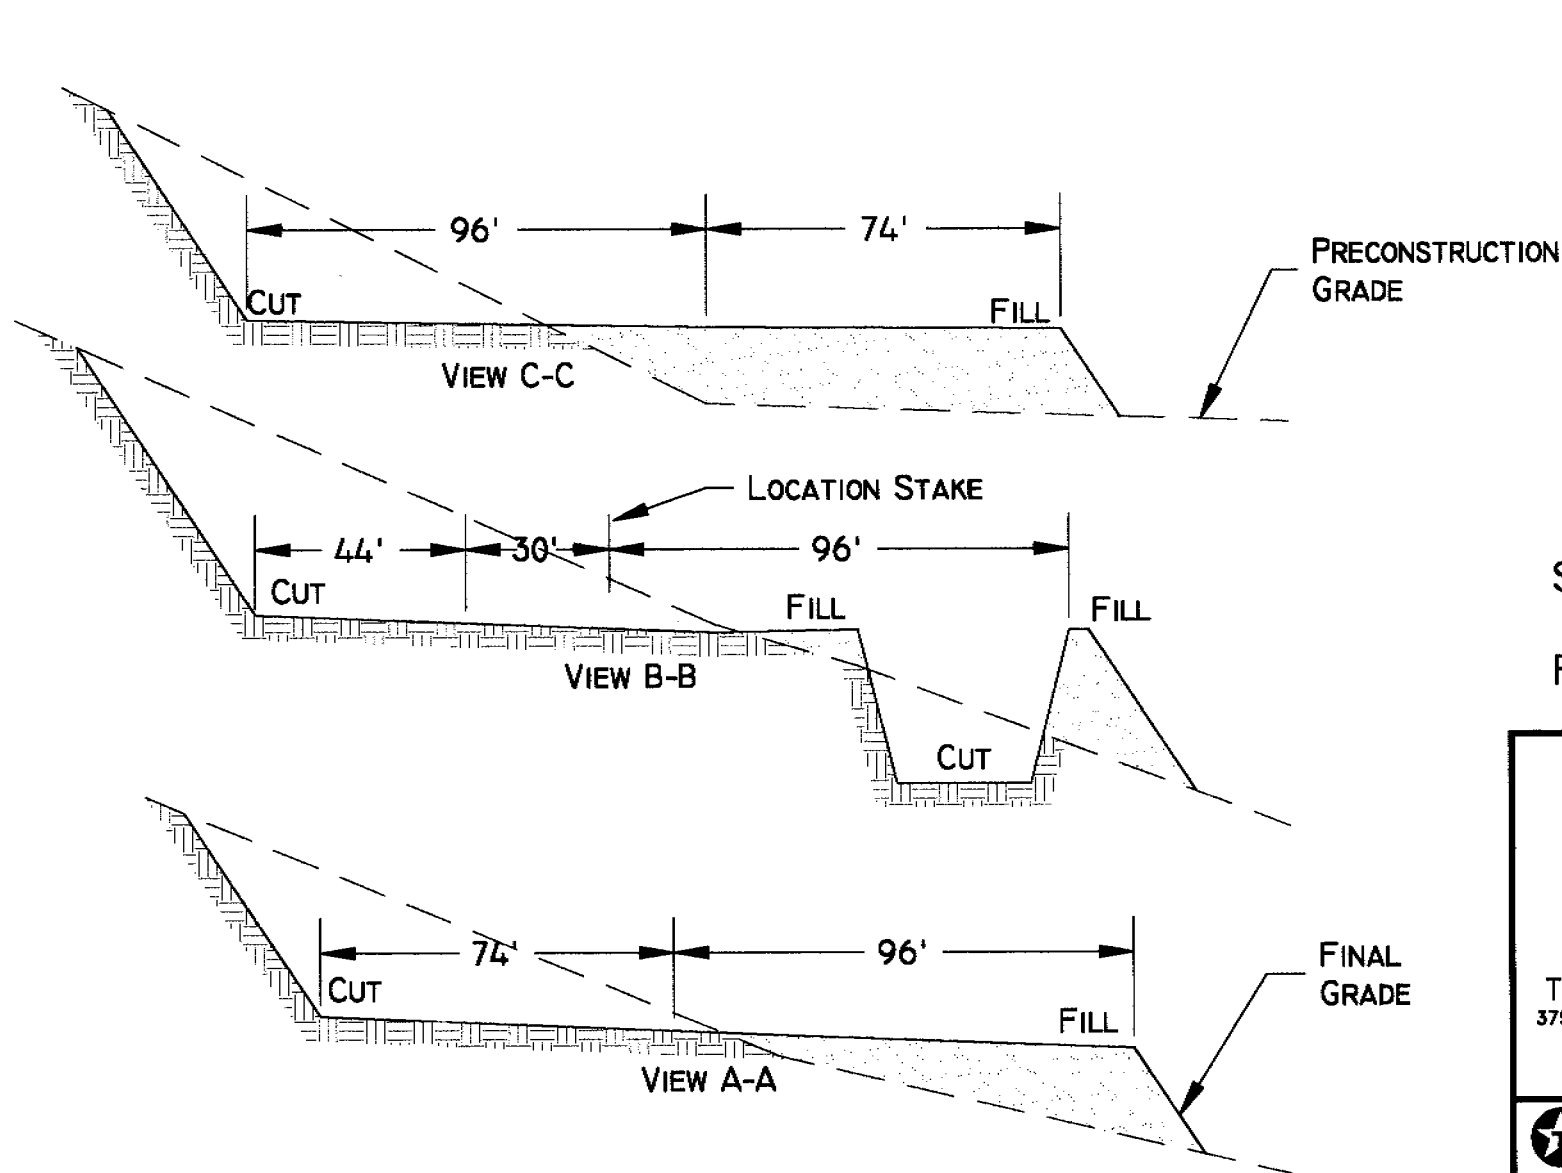 96'
74'
PRECONSTRUCTION
GRADE
CUT
FILL
VIEW C-C
LOCATION STAKE
44'
30'
96'
CUT
FILL
FILL
VIEW B-B
CUT
74'
96'
FINAL
GRADE
CUT
FILL
VIEW A-A